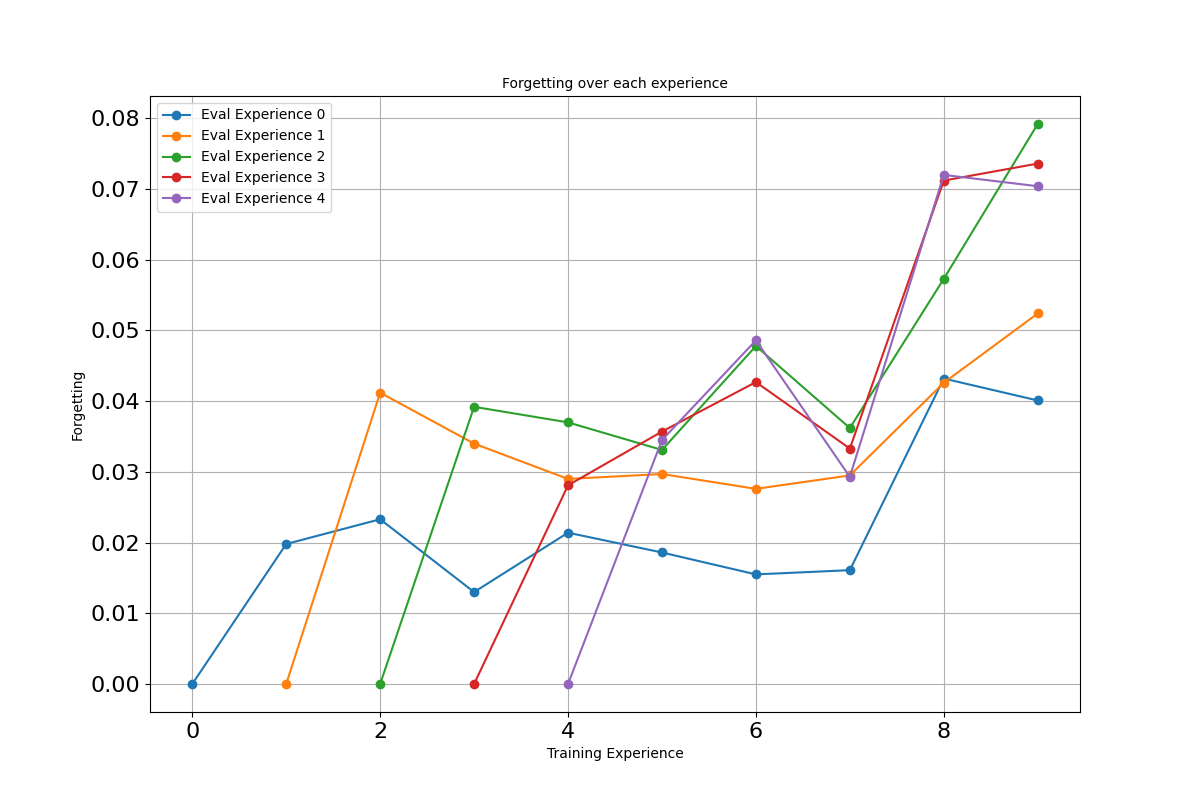 Forgetting over each experience
Eval Experience 0
Eval Experience 1
Eval Experience 2
Eval Experience 3
Eval Experience 4
0.08
0.07
0.06
0.05
0.04
0.03
0.02
0.01
0.00
Forgetting
0 2 4 6 8
Training Experience